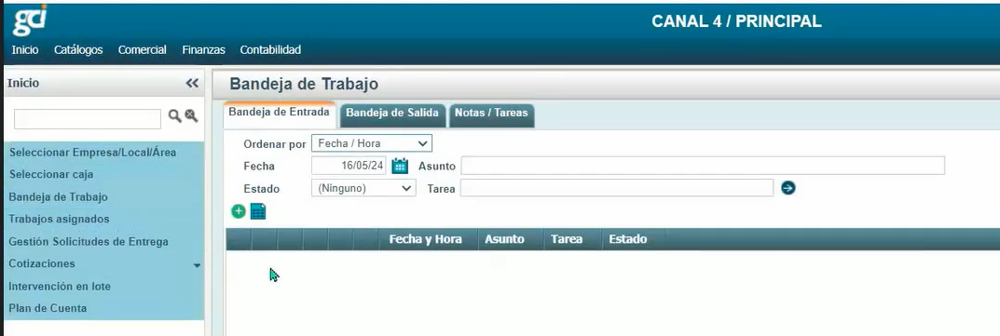 gci
CANAL 4 / PRINCIPAL
Inicio Catálogos Comercial Finanzas Contabilidad
Inicio
Seleccionar Empresa/Local/Área
Seleccionar caja
Bandeja de Trabajo
Trabajos asignados
Gestión Solicitudes de Entrega
Cotizaciones
Intervención en lote
Plan de Cuenta
Bandeja de Trabajo
Bandeja de Entrada Bandeja de Salida Notas / Tareas
Ordenar por Fecha / Hora
Fecha 16/05/24 Asunto
Estado (Ninguno) Tarea
Fecha y Hora Asunto Tarea Estado